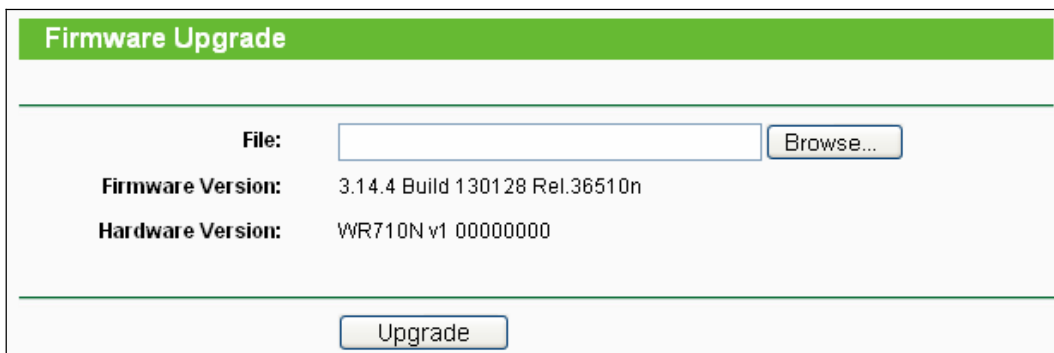 Firmware Upgrade
File: Browse...
Firmware Version: 3.14.4 Build 130128 Rel.36510n
Hardware Version: WR710N v1 00000000
Upgrade